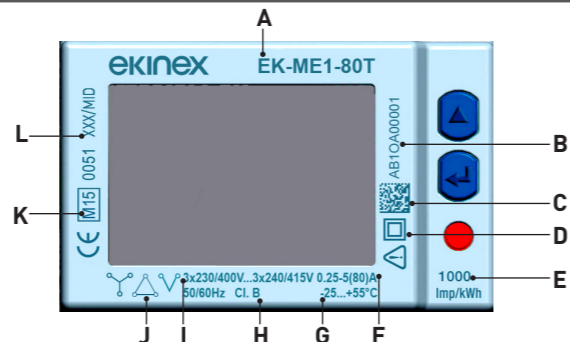 A
ekinex EK-ME1-80T
L
XXX/MID
0051
K
M15
CE
AB1OA00001
B
C
D
1000
Imp/kWh
E
3x230/400V...3x240/415V 0.25-5(80)A
50/60Hz Cl. B -25...+55°C
J I H G F